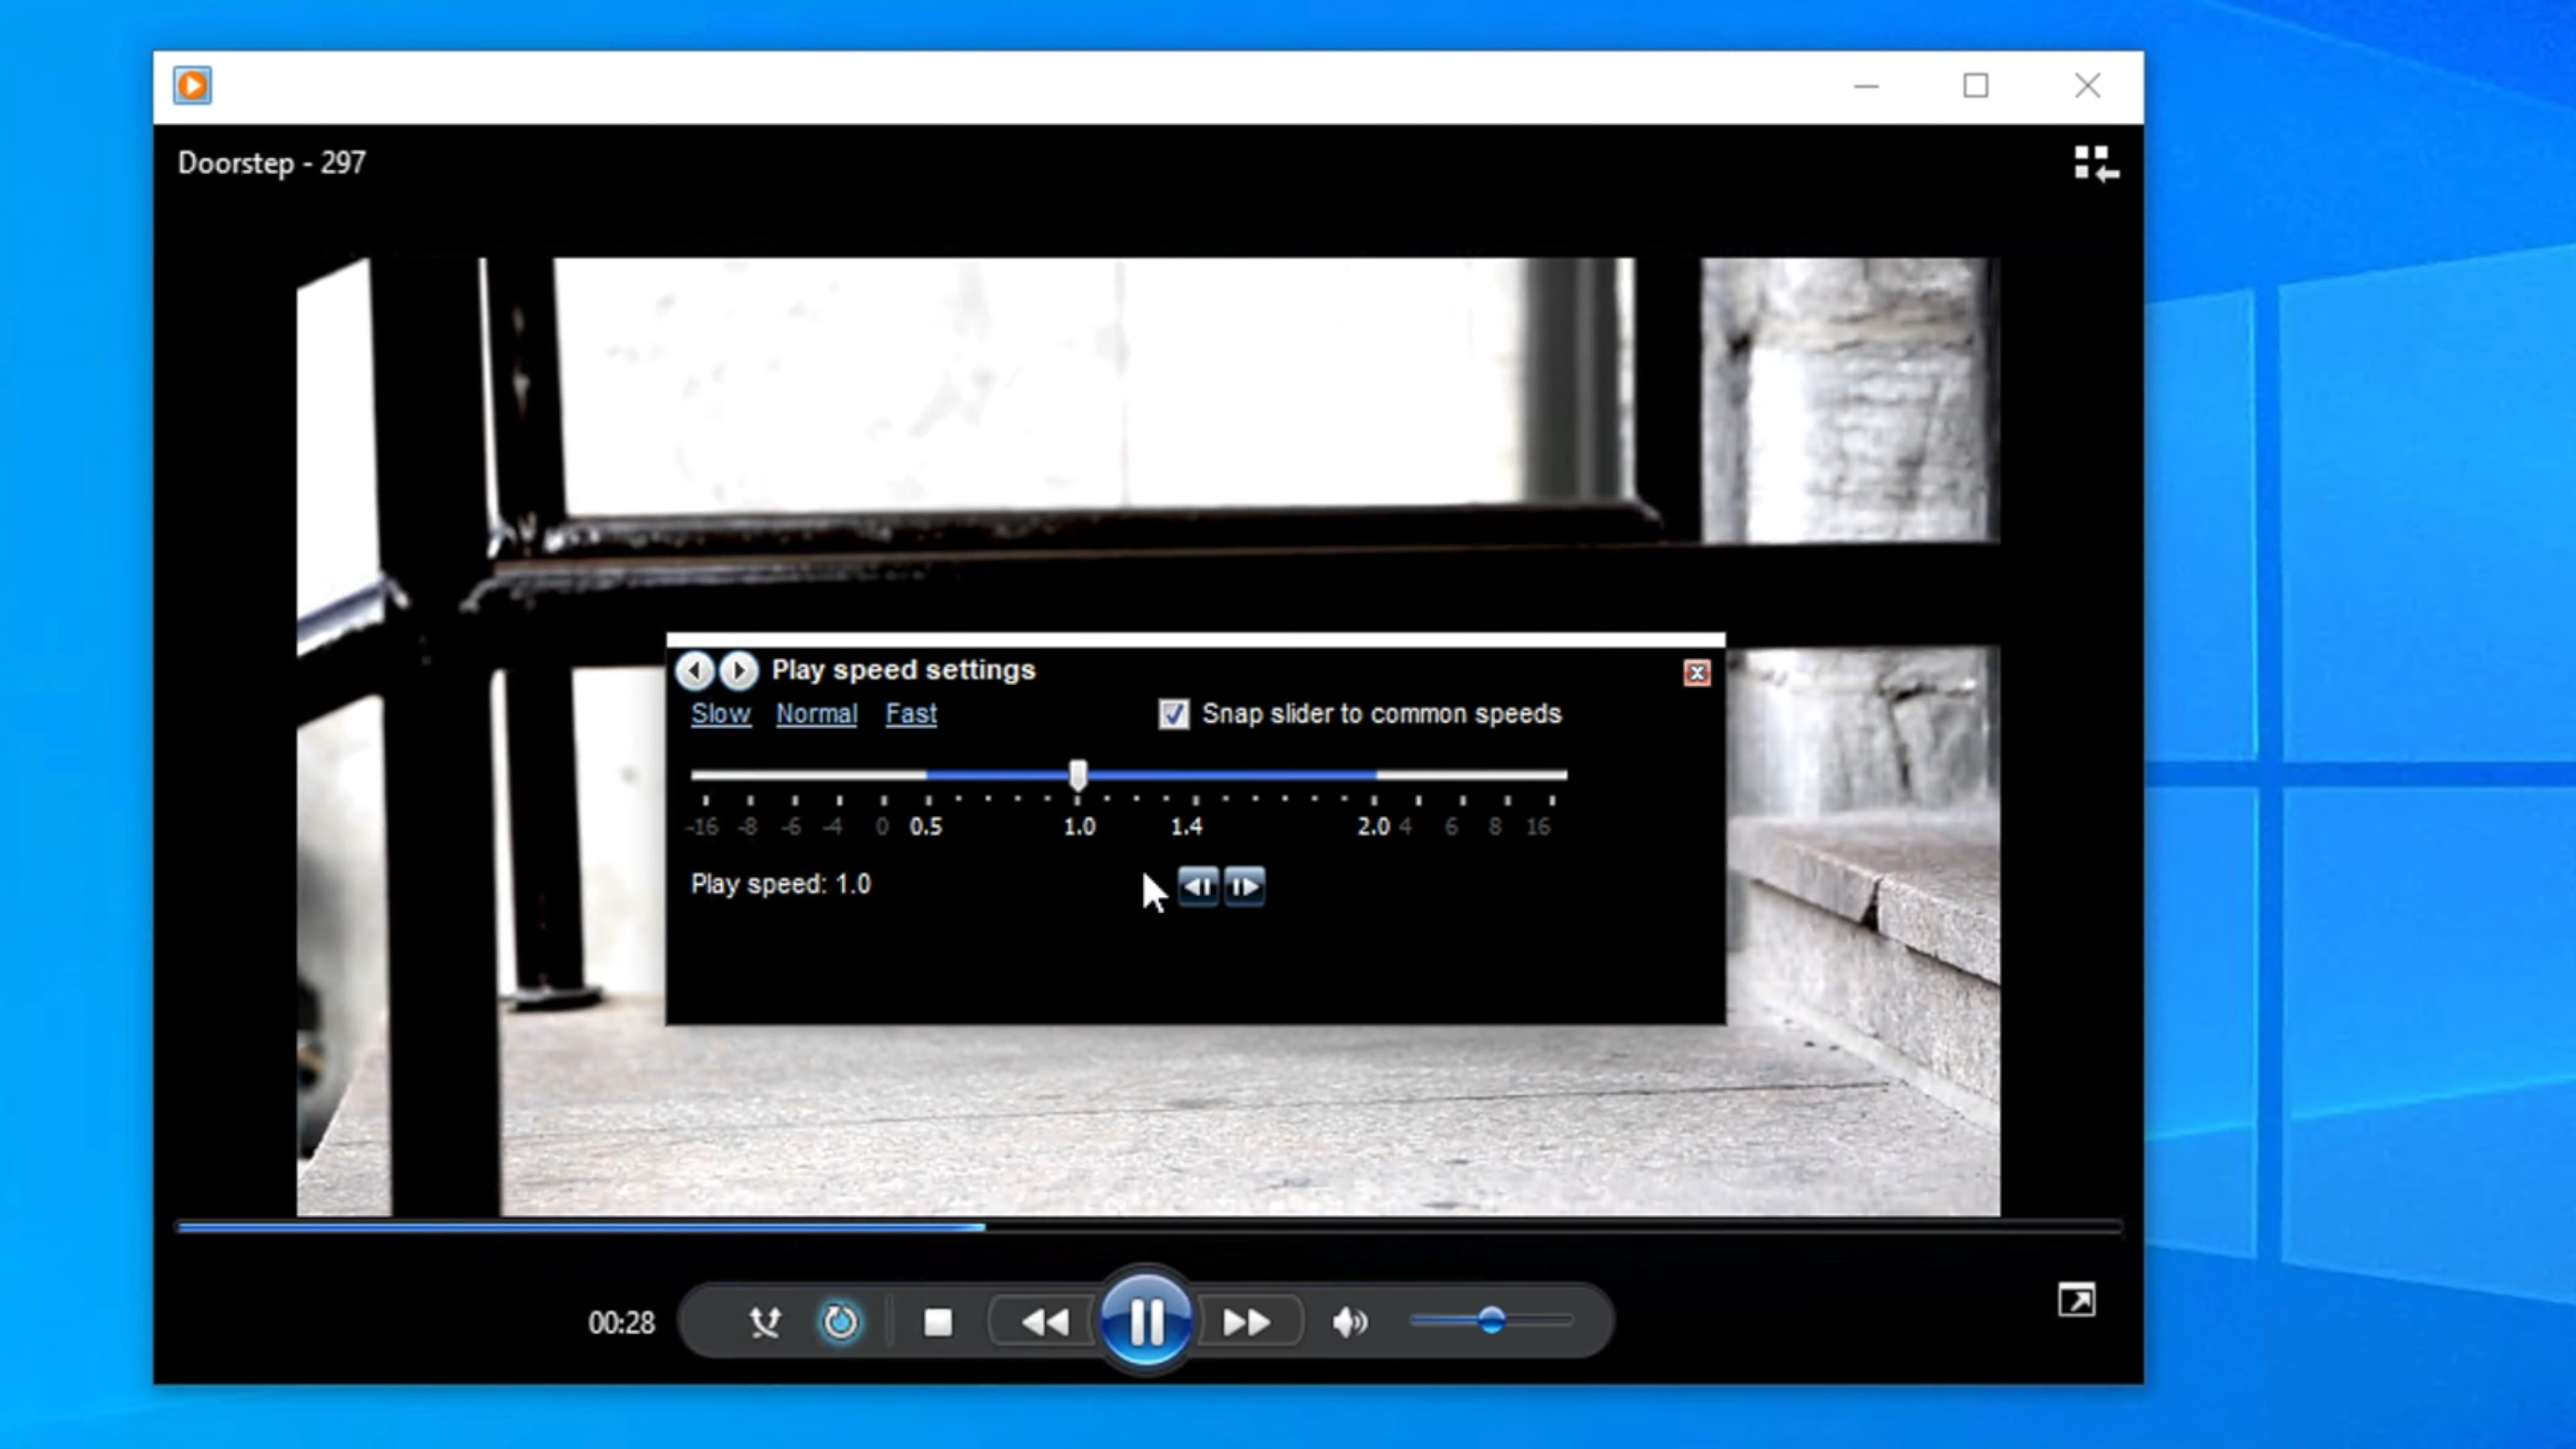 Doorstep - 297
Play speed settings
Slow Normal Fast Snap slider to common speeds
-16 -8 -6 -4 0 0.5 1.0 1.4 2.0 4 6 8 16
Play speed: 1.0
00:28